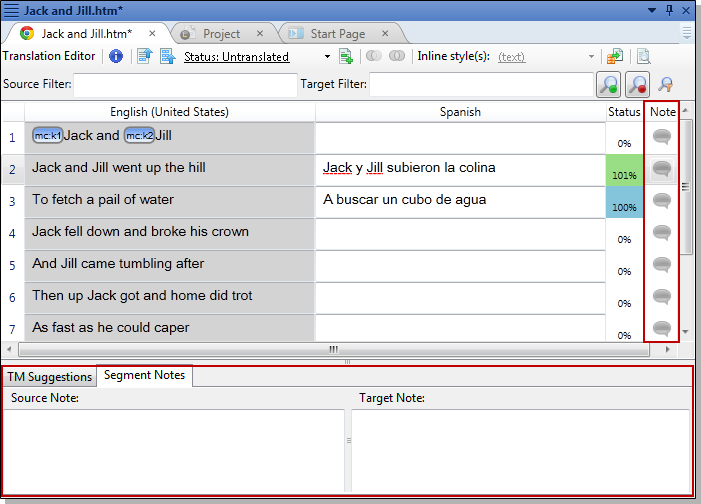 Jack and Jill.htm*
Jack and Jill.htm* Project Start Page
Translation Editor Status: Untranslated Inline style(s): (text)
Source Filter: Target Filter:
English (United States) Spanish Status Note
1 mc:k1 Jack and mc:k2 Jill 0%
2 Jack and Jill went up the hill Jack y Jill subieron la colina 101%
3 To fetch a pail of water A buscar un cubo de agua 100%
4 Jack fell down and broke his crown 0%
5 And Jill came tumbling after 0%
6 Then up Jack got and home did trot 0%
7 As fast as he could caper 0%
TM Suggestions Segment Notes
Source Note: Target Note: